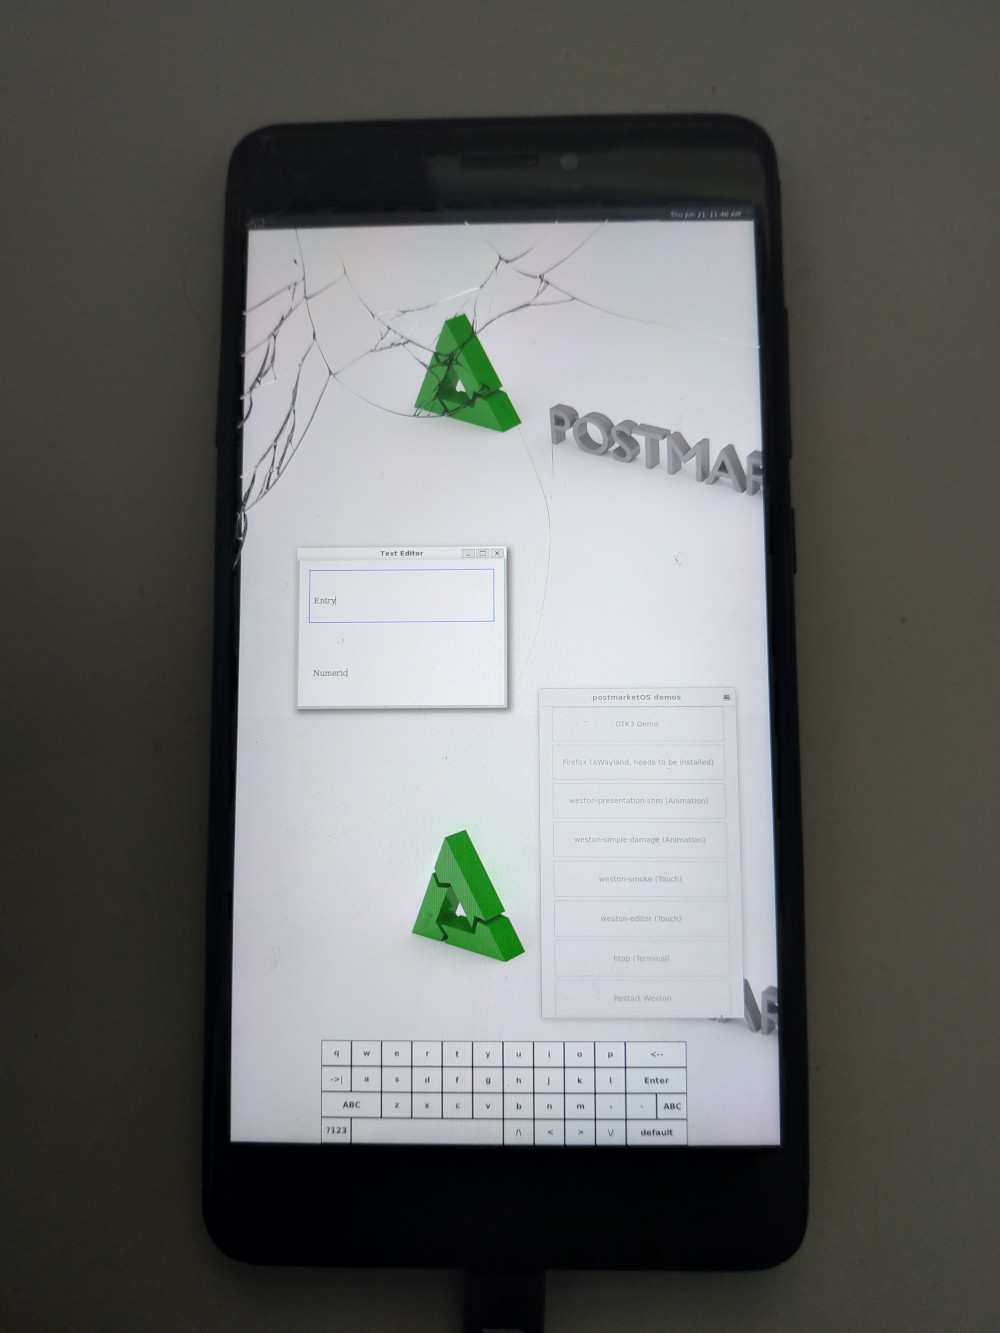 Thu Jun 21, 11:46 AM
POSTMAR
Text Editor
Entry
Numeric
postmarketOS demos
GTK3 Demo
Firefox (XWayland, needs to be installed)
weston-presentation-shm (Animation)
weston-simple-damage (Animation)
weston-smoke (Touch)
weston-editor (Touch)
htop (Terminal)
Restart Weston
AR
q w e r t y u i o p <--
->| a s d f g h j k l Enter
ABC z x c v b n m , . ABC
?123 /\ < > \/ default